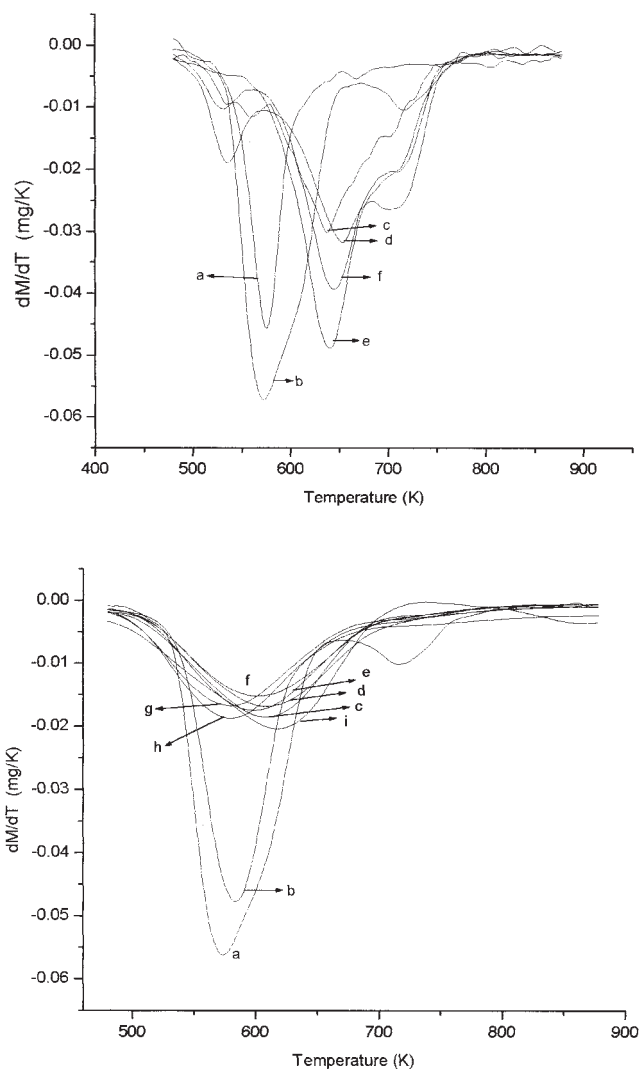 0.00
-0.01
-0.02
-0.03
-0.04
-0.05
-0.06
dM/dT (mg/K)
a
b
c
d
f
e
400 500 600 700 800 900
Temperature (K)
0.00
-0.01
-0.02
-0.03
-0.04
-0.05
-0.06
dM/dT (mg/K)
f
e
d
g
c
h
i
b
a
500 600 700 800 900
Temperature (K)